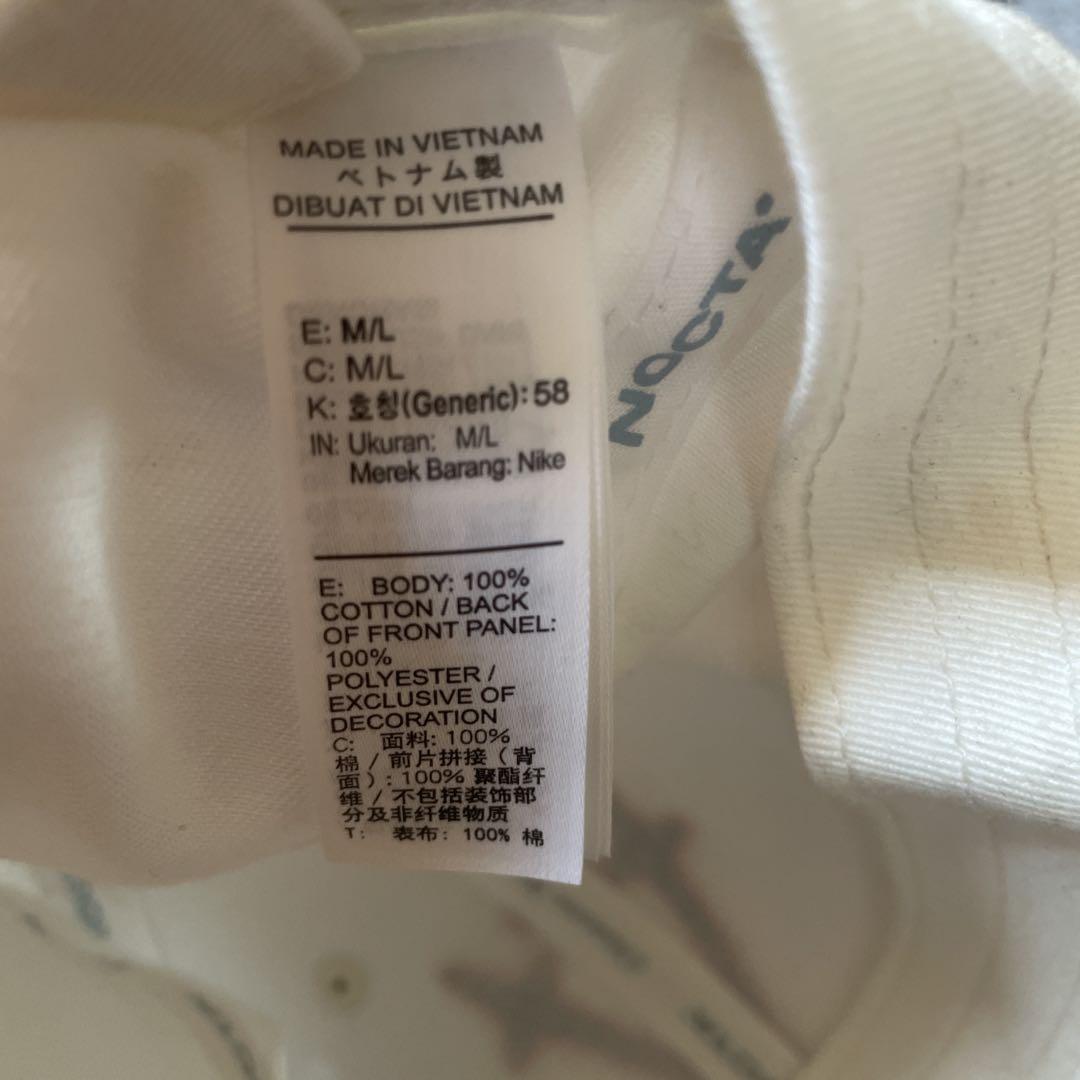 MADE IN VIETNAM
ベトナム製
DIBUAT DI VIETNAM
E: M/L
C: M/L
K: 호칭(Generic): 58
IN: Ukuran: M/L
Merek Barang: Nike
E: BODY: 100%
COTTON / BACK
OF FRONT PANEL:
100%
POLYESTER /
EXCLUSIVE OF
DECORATION
C: 面料: 100%
棉 / 前片拼接（背
面）: 100% 聚酯纤
维 / 不包括装饰部
分及非纤维物质
T: 表布: 100% 棉
NOCTA.